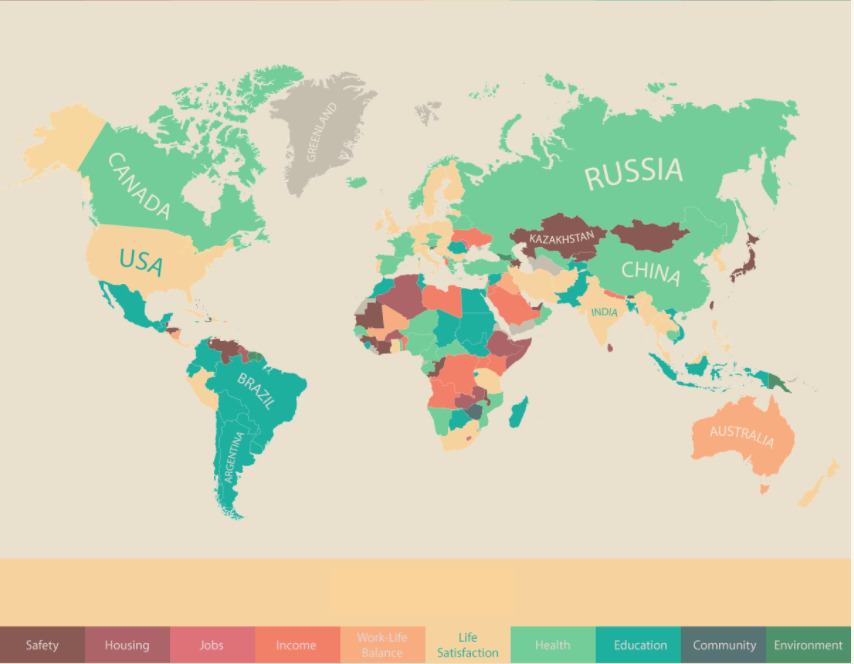 GREENLAND
CANADA
RUSSIA
USA
KAZAKHSTAN
CHINA
INDIA
BRAZIL
AUSTRALIA
ARGENTINA
Safety
Housing
Jobs
Income
Work-Life
Balance
Life
Satisfaction
Health
Education
Community
Environment